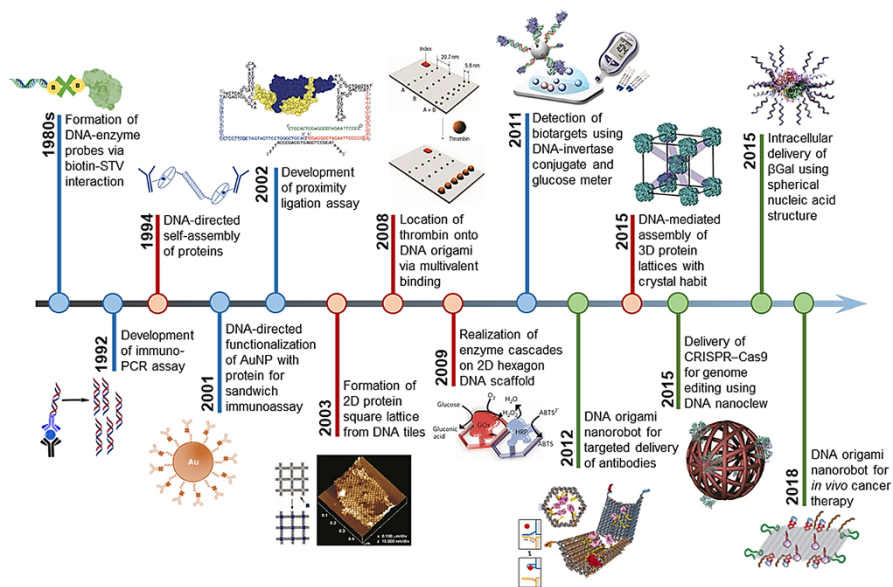 1980s
Formation of
DNA-enzyme
probes via
biotin-STV
interaction
B
B
1992
Development
of immuno-
PCR assay
1994
DNA-directed
self-assembly
of proteins
2001
DNA-directed
functionalization
of AuNP with
protein for
sandwich
immunoassay
Au
2002
Development
of proximity
ligation assay
2003
Formation of
2D protein
square lattice
from DNA tiles
2008
Location of
thrombin onto
DNA origami
via multivalent
binding
Index
20.2 nm
5.8 nm
A
B
A + B
Thrombin
2009
Realization of
enzyme cascades
on 2D hexagon
DNA scaffold
Glucose
O₂
H₂O
H₂O₂
ABTS²⁻
GOx
HRP
Gluconic
acid
ABTS
2011
Detection of
biotargets using
DNA-invertase
conjugate and
glucose meter
2012
DNA origami
nanorobot for
targeted delivery
of antibodies
2015
DNA-mediated
assembly of
3D protein
lattices with
crystal habit
2015
Delivery of
CRISPR–Cas9
for genome
editing using
DNA nanoclew
2015
Intracellular
delivery of
βGal using
spherical
nucleic acid
structure
2018
DNA origami
nanorobot for
in vivo cancer
therapy